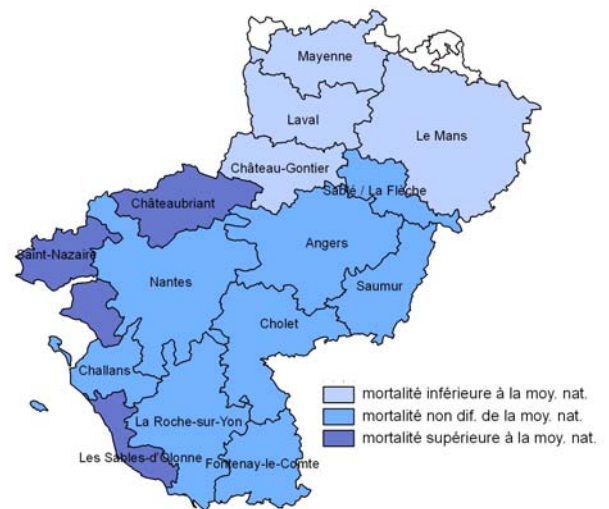 Mayenne
Laval
Le Mans
Château-Gontier
Sablé / La Flèche
Châteaubriant
Angers
Saint-Nazaire
Nantes
Saumur
Cholet
Challans
La Roche-sur-Yon
Les Sables-d'Olonne
Fontenay-le-Comte
mortalité inférieure à la moy. nat.
mortalité non dif. de la moy. nat.
mortalité supérieure à la moy. nat.